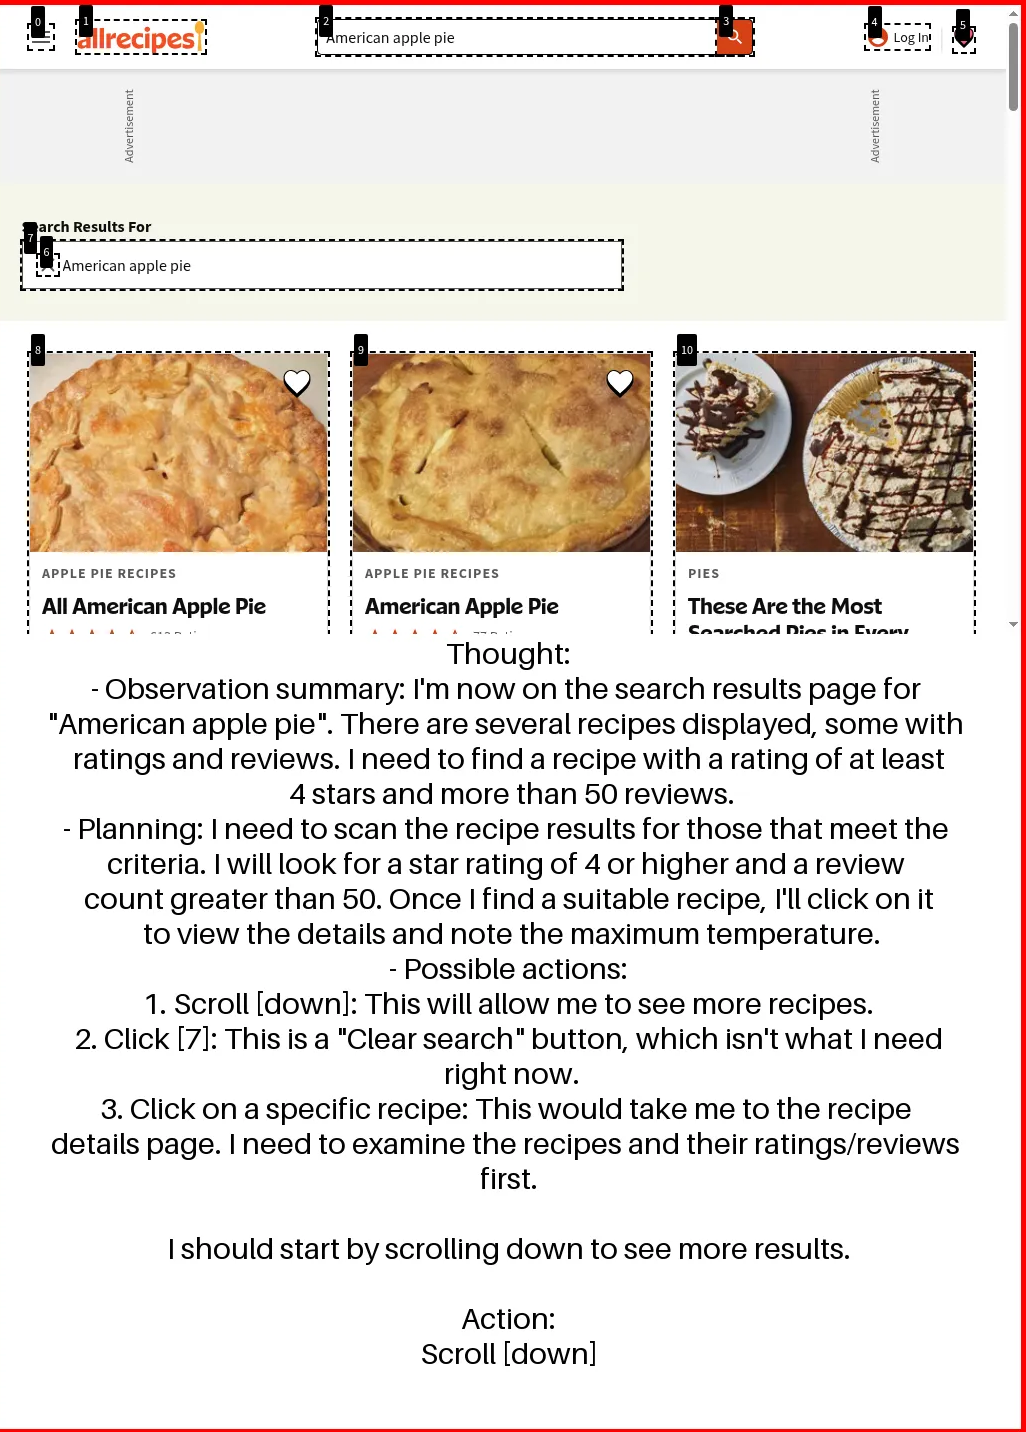 0
1
allrecipes
2
American apple pie
3
4
Log In
5
Advertisement
Advertisement
Search Results For
7
6
American apple pie
8
9
10
APPLE PIE RECIPES
All American Apple Pie
APPLE PIE RECIPES
American Apple Pie
PIES
These Are the Most
Searched Pies in Every
Thought:
- Observation summary: I'm now on the search results page for
"American apple pie". There are several recipes displayed, some with
ratings and reviews. I need to find a recipe with a rating of at least
4 stars and more than 50 reviews.
- Planning: I need to scan the recipe results for those that meet the
criteria. I will look for a star rating of 4 or higher and a review
count greater than 50. Once I find a suitable recipe, I'll click on it
to view the details and note the maximum temperature.
- Possible actions:
1. Scroll [down]: This will allow me to see more recipes.
2. Click [7]: This is a "Clear search" button, which isn't what I need
right now.
3. Click on a specific recipe: This would take me to the recipe
details page. I need to examine the recipes and their ratings/reviews
first.
I should start by scrolling down to see more results.
Action:
Scroll [down]